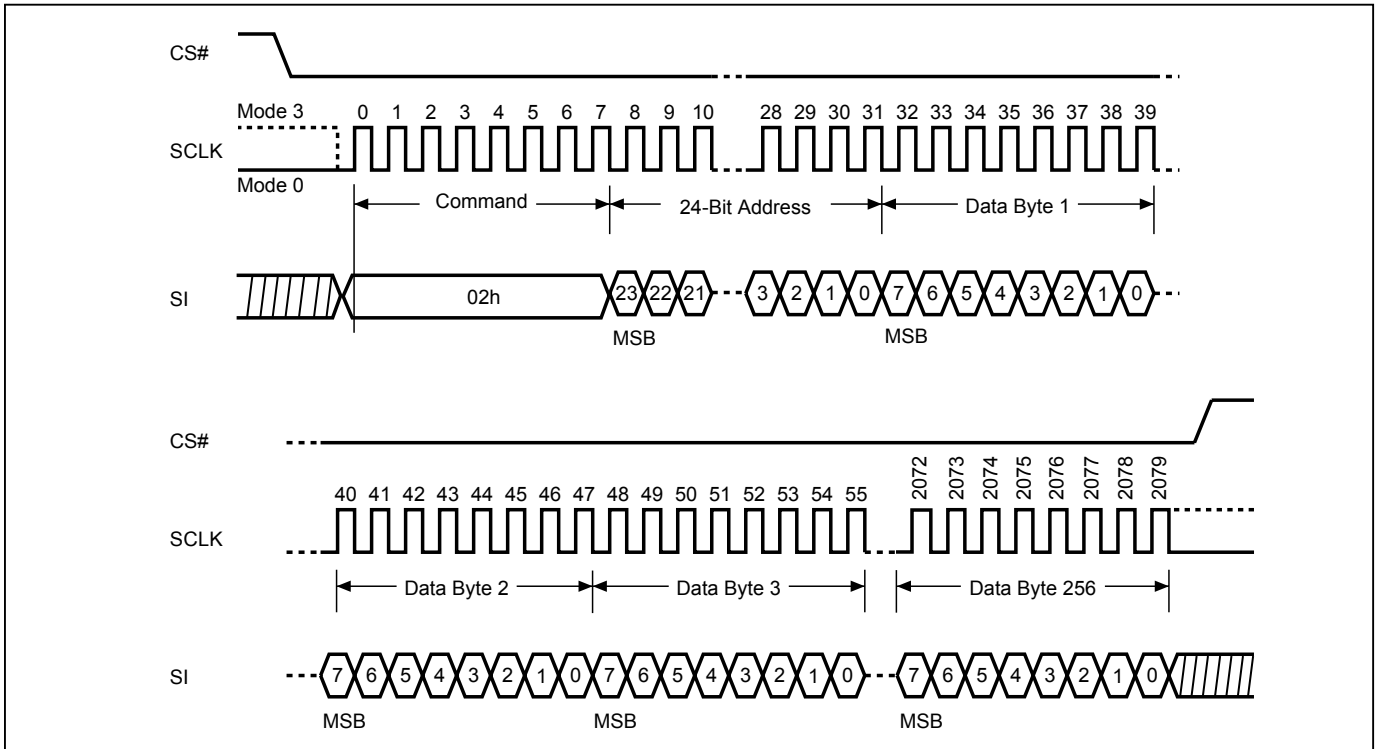 CS#
Mode 3 0 1 2 3 4 5 6 7 8 9 10 28 29 30 31 32 33 34 35 36 37 38 39
SCLK
Mode 0
Command 24-Bit Address Data Byte 1
SI 02h 23 22 21 3 2 1 0 7 6 5 4 3 2 1 0
MSB MSB
CS#
40 41 42 43 44 45 46 47 48 49 50 51 52 53 54 55 2072 2073 2074 2075 2076 2077 2078 2079
SCLK
Data Byte 2 Data Byte 3 Data Byte 256
SI 7 6 5 4 3 2 1 0 7 6 5 4 3 2 1 0 7 6 5 4 3 2 1 0
MSB MSB MSB